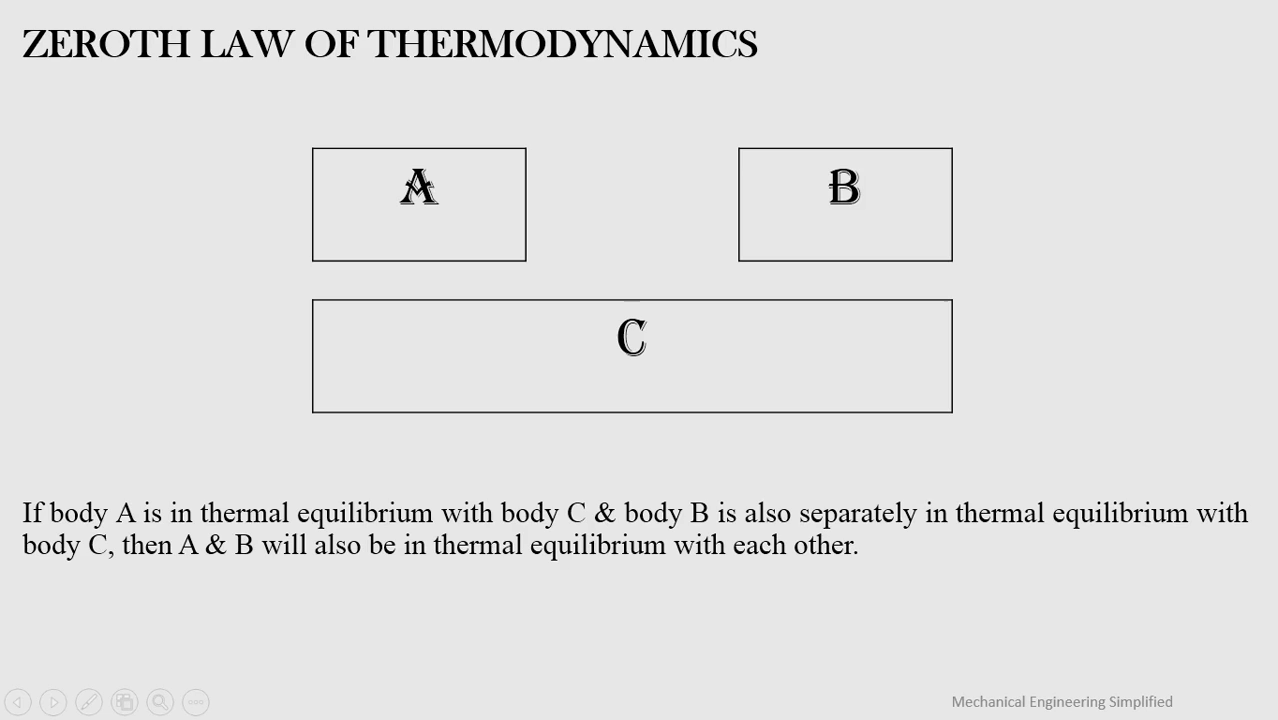 ZEROTH LAW OF THERMODYNAMICS
A
B
C
If body A is in thermal equilibrium with body C & body B is also separately in thermal equilibrium with
body C, then A & B will also be in thermal equilibrium with each other.
Mechanical Engineering Simplified